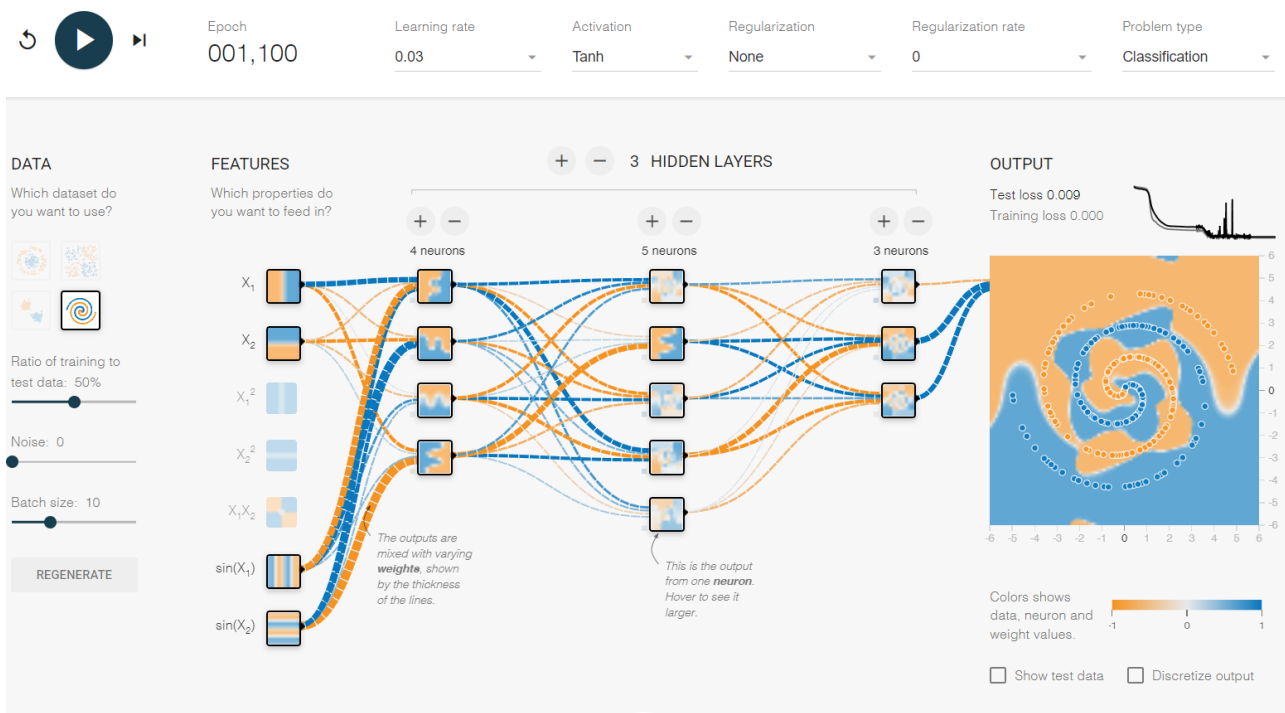 Epoch
001,100
Learning rate
0.03
Activation
Tanh
Regularization
None
Regularization rate
0
Problem type
Classification
DATA
Which dataset do
you want to use?
Ratio of training to
test data: 50%
Noise: 0
Batch size: 10
REGENERATE
FEATURES
Which properties do
you want to feed in?
X₁
X₂
X₁²
X₂²
X₁X₂
sin(X₁)
sin(X₂)
+ − 3 HIDDEN LAYERS
+ −
4 neurons
+ −
5 neurons
+ −
3 neurons
The outputs are
mixed with varying
weights, shown
by the thickness
of the lines.
This is the output
from one neuron.
Hover to see it
larger.
OUTPUT
Test loss 0.009
Training loss 0.000
6
5
4
3
2
1
0
-1
-2
-3
-4
-5
-6
-6 -5 -4 -3 -2 -1 0 1 2 3 4 5 6
Colors shows
data, neuron and
weight values.
-1 0 1
Show test data
Discretize output